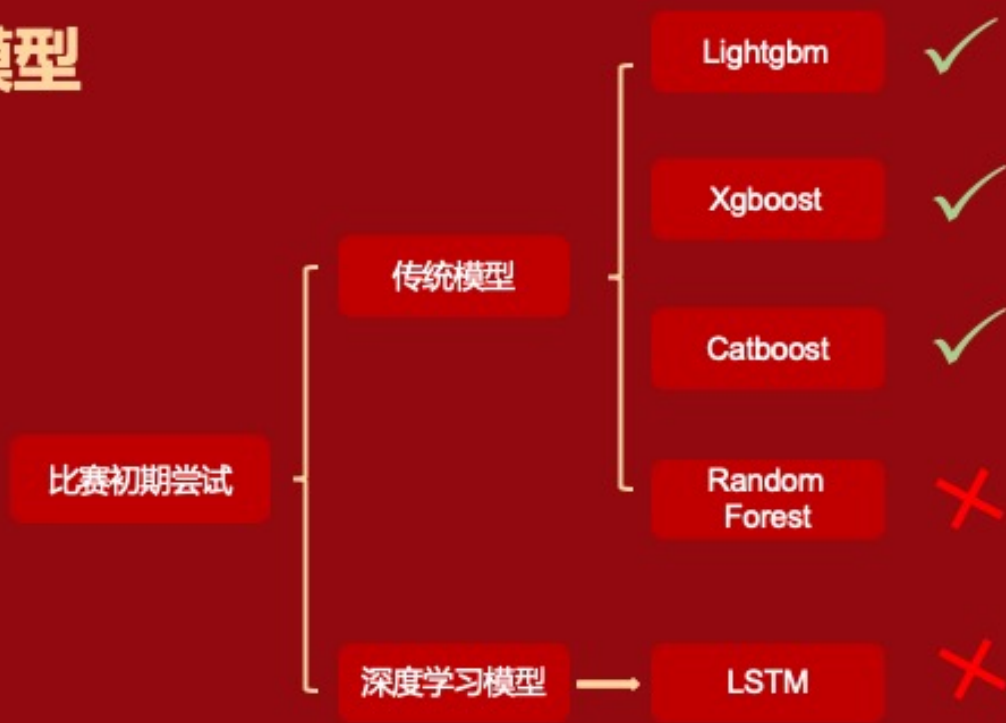 模型
Lightgbm
Xgboost
传统模型
Catboost
比赛初期尝试
Random
Forest
深度学习模型
LSTM